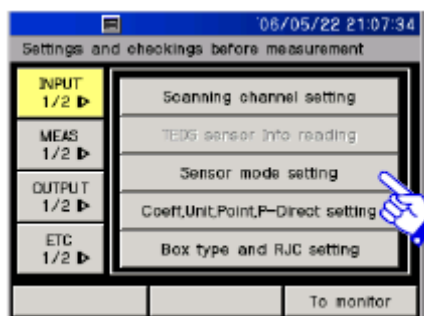 '06/05/22 21:07:34
Settings and checkings before measurement
INPUT
1/2
Scanning channel setting
MEAS
1/2
TEDS sensor Info reading
Sensor mode setting
OUTPUT
1/2
Coeff,Unit,Point,P-Direct setting
ETC
1/2
Box type and RJC setting
To monitor